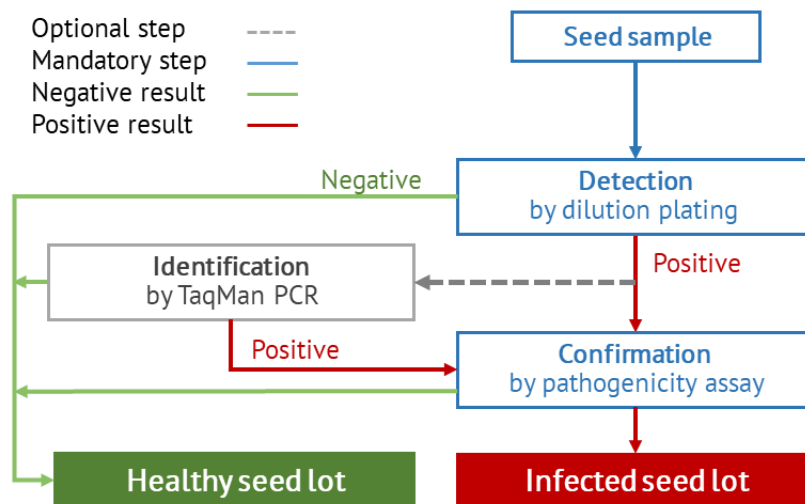 Optional step
Mandatory step
Negative result
Positive result
Seed sample
Negative
Detection
by dilution plating
Positive
Identification
by TaqMan PCR
Positive
Confirmation
by pathogenicity assay
Healthy seed lot
Infected seed lot